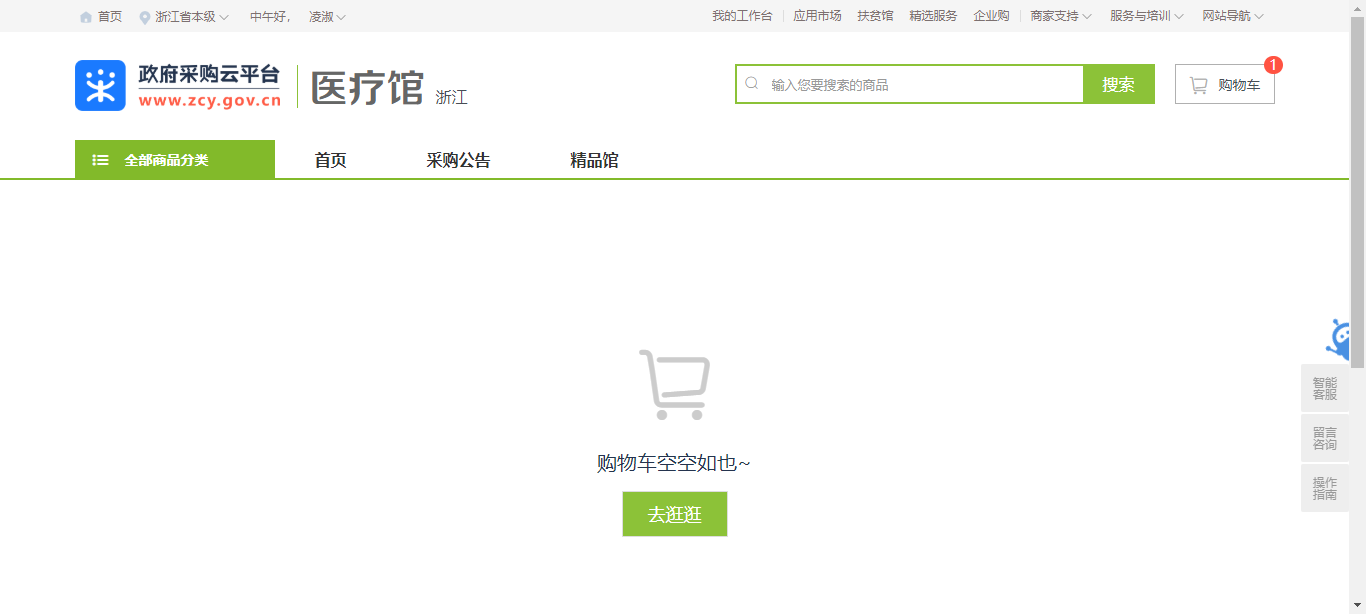 首页 浙江省本级 中午好, 凌淑 我的工作台 应用市场 扶贫馆 精选服务 企业购 商家支持 服务与培训 网站导航
政府采购云平台
www.zcy.gov.cn
医疗馆 浙江
输入您要搜索的商品 搜索 购物车 1
全部商品分类 首页 采购公告 精品馆
购物车空空如也~
去逛逛
智能
客服
留言
咨询
操作
指南